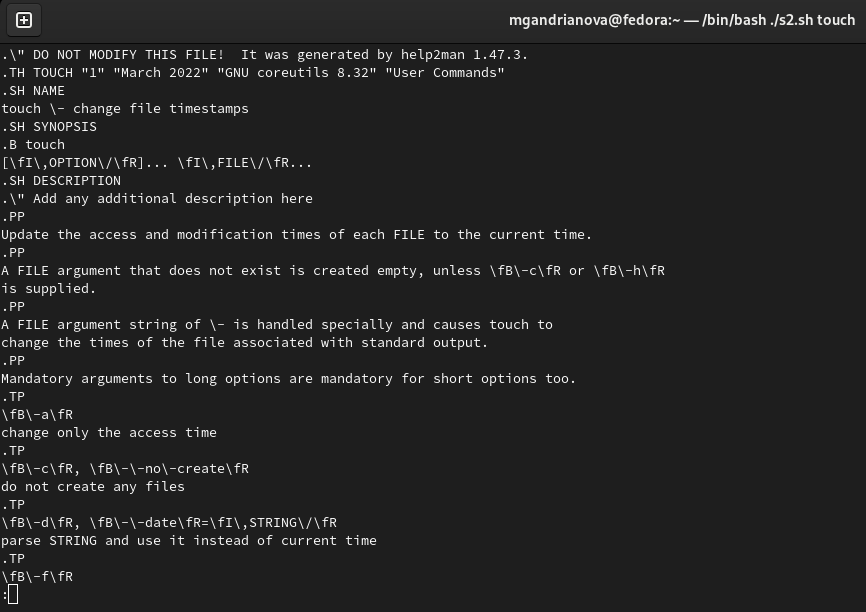 mgandrianova@fedora:~ — /bin/bash ./s2.sh touch
.\" DO NOT MODIFY THIS FILE!  It was generated by help2man 1.47.3.
.TH TOUCH "1" "March 2022" "GNU coreutils 8.32" "User Commands"
.SH NAME
touch \- change file timestamps
.SH SYNOPSIS
.B touch
[\fI\,OPTION\/\fR]... \fI\,FILE\/\fR...
.SH DESCRIPTION
.\" Add any additional description here
.PP
Update the access and modification times of each FILE to the current time.
.PP
A FILE argument that does not exist is created empty, unless \fB\-c\fR or \fB\-h\fR
is supplied.
.PP
A FILE argument string of \- is handled specially and causes touch to
change the times of the file associated with standard output.
.PP
Mandatory arguments to long options are mandatory for short options too.
.TP
\fB\-a\fR
change only the access time
.TP
\fB\-c\fR, \fB\-\-no\-create\fR
do not create any files
.TP
\fB\-d\fR, \fB\-\-date\fR=\fI\,STRING\/\fR
parse STRING and use it instead of current time
.TP
\fB\-f\fR
: